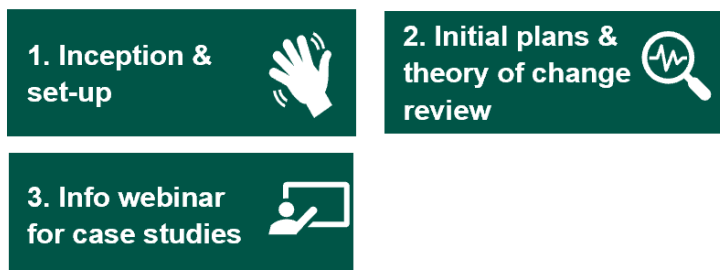 1. Inception &
set-up
2. Initial plans &
theory of change
review
3. Info webinar
for case studies